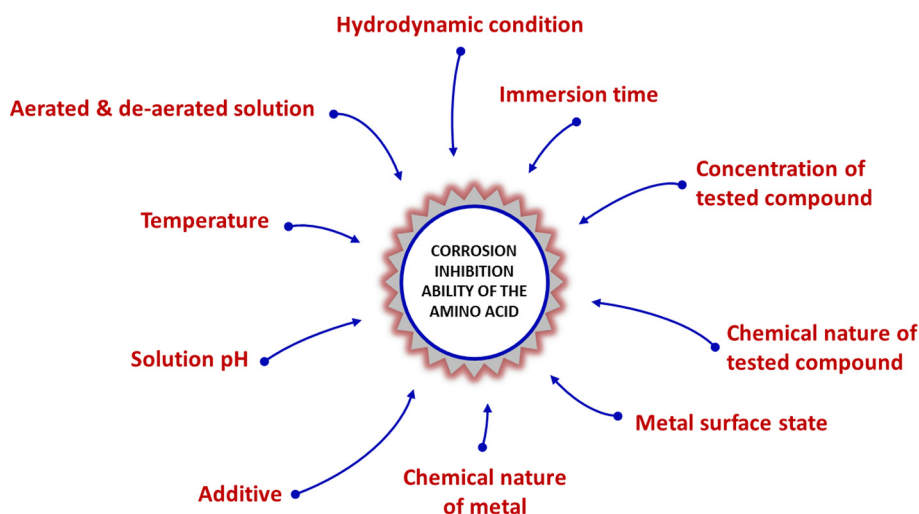 Hydrodynamic condition
Immersion time
Aerated & de-aerated solution
Concentration of
tested compound
Temperature
CORROSION
INHIBITION
ABILITY OF THE
AMINO ACID
Solution pH
Chemical nature of
tested compound
Metal surface state
Additive
Chemical nature
of metal